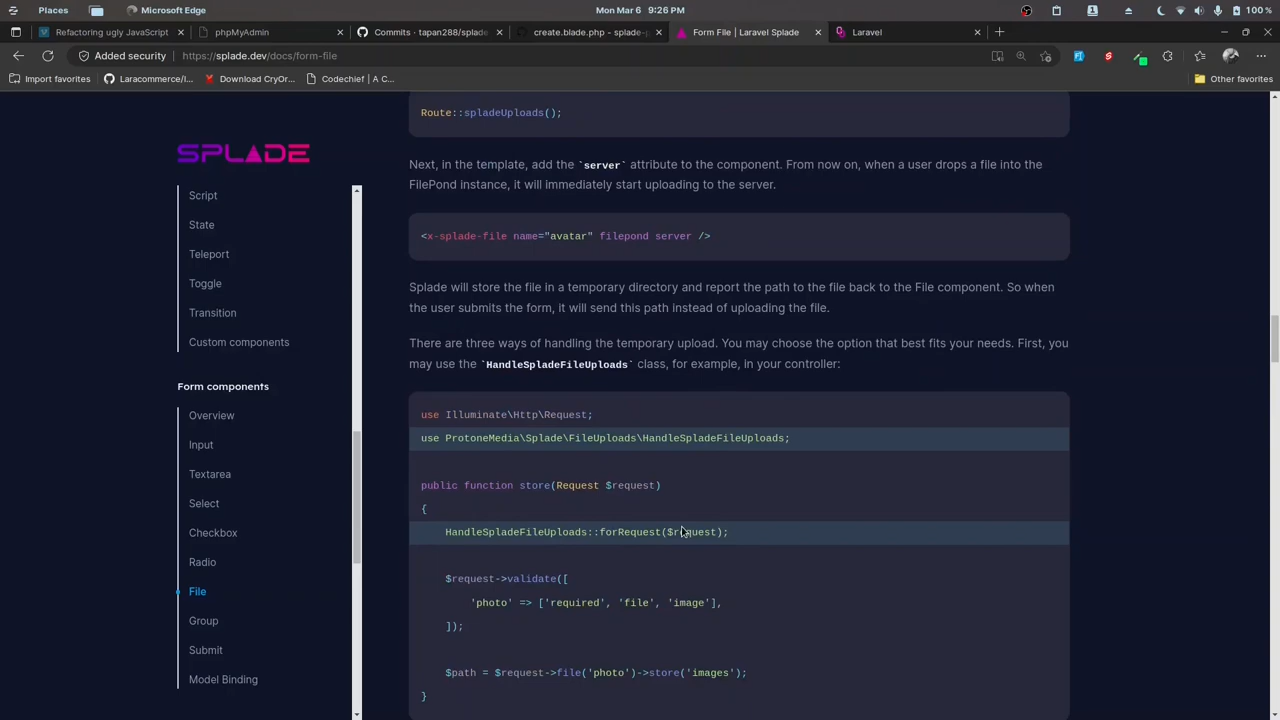 Places
Microsoft Edge
Mon Mar 6 9:26 PM
1
100 %
Refactoring ugly JavaScript
phpMyAdmin
Commits · tapan288/splade
create.blade.php - splade-
Form File | Laravel Splade
Laravel
Added security
https://splade.dev/docs/form-file
Import favorites
Laracommerce/l...
Download CryOr...
Codechief | A C...
Other favorites
SPLADE
Script
State
Teleport
Toggle
Transition
Custom components
Form components
Overview
Input
Textarea
Select
Checkbox
Radio
File
Group
Submit
Model Binding
Route::spladeUploads();
Next, in the template, add the `server` attribute to the component. From now on, when a user drops a file into the
FilePond instance, it will immediately start uploading to the server.
<x-splade-file name="avatar" filepond server />
Splade will store the file in a temporary directory and report the path to the file back to the File component. So when
the user submits the form, it will send this path instead of uploading the file.
There are three ways of handling the temporary upload. You may choose the option that best fits your needs. First, you
may use the `HandleSpladeFileUploads` class, for example, in your controller:
use Illuminate\Http\Request;
use ProtoneMedia\Splade\FileUploads\HandleSpladeFileUploads;
public function store(Request $request)
{
HandleSpladeFileUploads::forRequest($request);
$request->validate([
'photo' => ['required', 'file', 'image'],
]);
$path = $request->file('photo')->store('images');
}